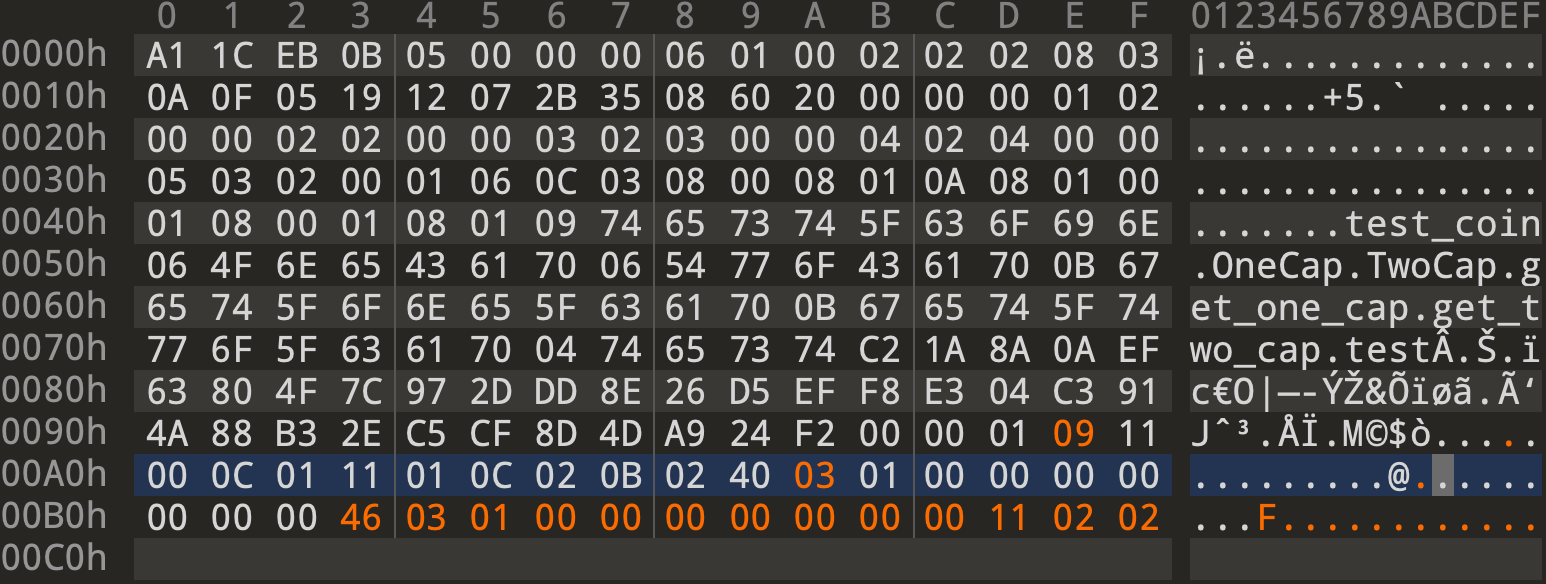 0 1 2 3 4 5 6 7 8 9 A B C D E F 0123456789ABCDEF
0000h A1 1C EB 0B 05 00 00 00 06 01 00 02 02 02 08 03 ¡.ë.............
0010h 0A 0F 05 19 12 07 2B 35 08 60 20 00 00 00 01 02 ......+5.` .....
0020h 00 00 02 02 00 00 03 02 03 00 00 04 02 04 00 00 ................
0030h 05 03 02 00 01 06 0C 03 08 00 08 01 0A 08 01 00 ................
0040h 01 08 00 01 08 01 09 74 65 73 74 5F 63 6F 69 6E .......test_coin
0050h 06 4F 6E 65 43 61 70 06 54 77 6F 43 61 70 0B 67 .OneCap.TwoCap.g
0060h 65 74 5F 6F 6E 65 5F 63 61 70 0B 67 65 74 5F 74 et_one_cap.get_t
0070h 77 6F 5F 63 61 70 04 74 65 73 74 C2 1A 8A 0A EF wo_cap.testÂ.Š.ï
0080h 63 80 4F 7C 97 2D DD 8E 26 D5 EF F8 E3 04 C3 91 c€O|—-ÝŽ&Õïøã.Ã‘
0090h 4A 88 B3 2E C5 CF 8D 4D A9 24 F2 00 00 01 09 11 Jˆ³.ÅÏ.M©$ò.....
00A0h 00 0C 01 11 01 0C 02 0B 02 40 03 01 00 00 00 00 .........@......
00B0h 00 00 00 46 03 01 00 00 00 00 00 00 00 11 02 02 ...F............
00C0h